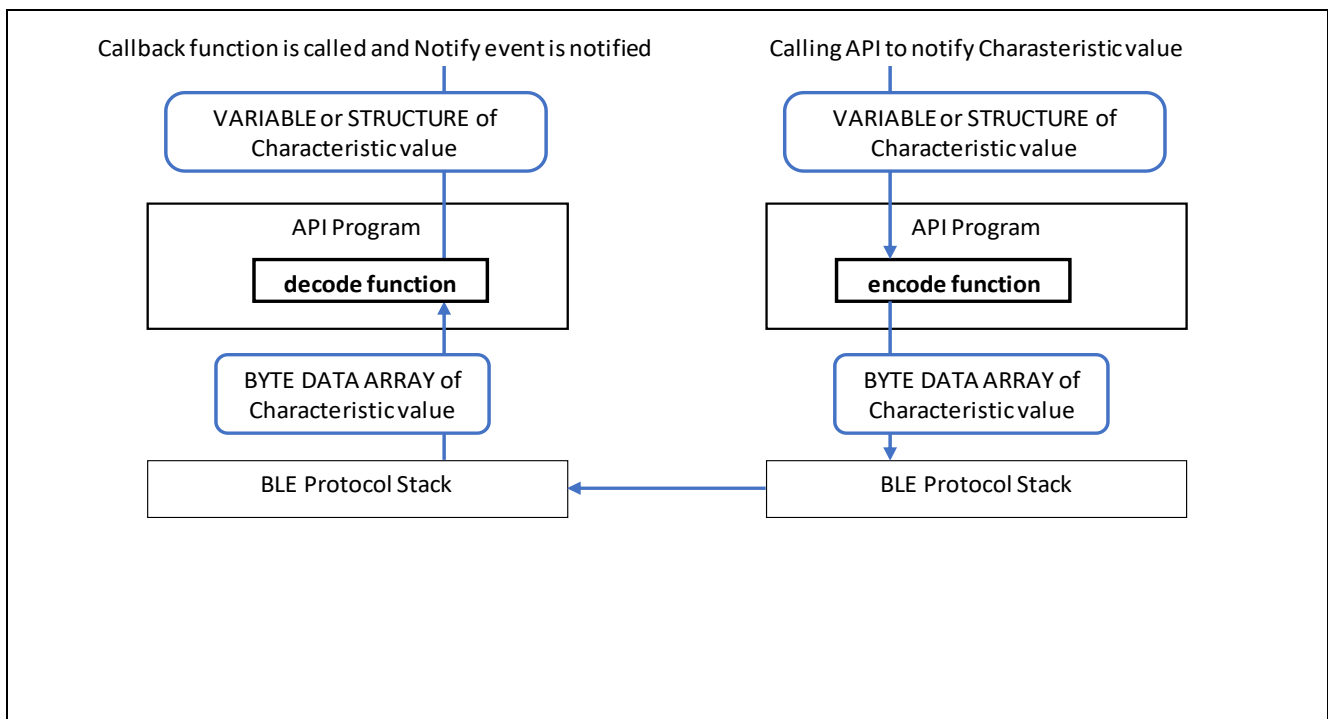 Callback function is called and Notify event is notified
VARIABLE or STRUCTURE of
Characteristic value
API Program
decode function
BYTE DATA ARRAY of
Characteristic value
BLE Protocol Stack
Calling API to notify Charasteristic value
VARIABLE or STRUCTURE of
Characteristic value
API Program
encode function
BYTE DATA ARRAY of
Characteristic value
BLE Protocol Stack